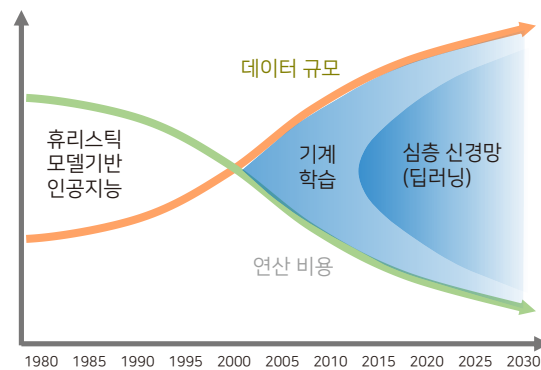 데이터 규모
휴리스틱
모델기반
인공지능
기계
학습
심층 신경망
(딥러닝)
연산 비용
1980 1985 1990 1995 2000 2005 2010 2015 2020 2025 2030